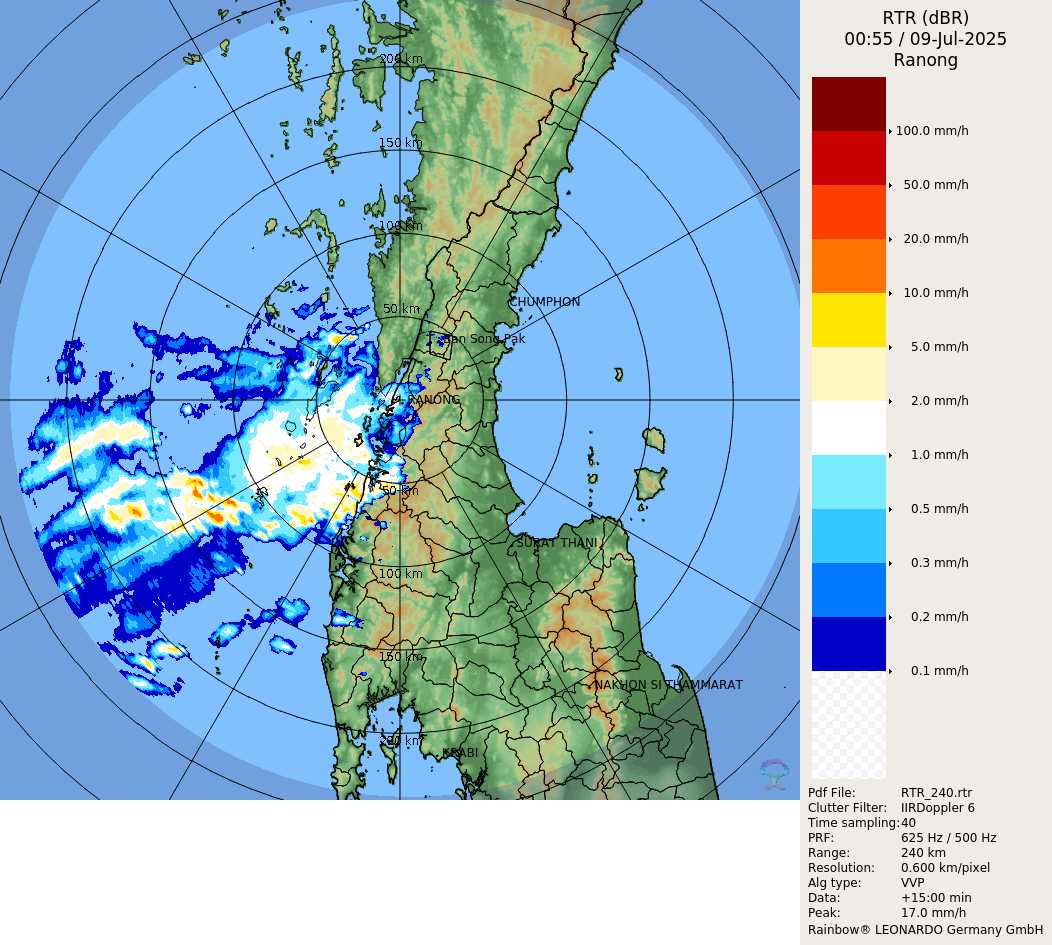 RTR (dBR)
00:55 / 09-Jul-2025
Ranong
100.0 mm/h
50.0 mm/h
20.0 mm/h
10.0 mm/h
5.0 mm/h
2.0 mm/h
1.0 mm/h
0.5 mm/h
0.3 mm/h
0.2 mm/h
0.1 mm/h
Pdf File: RTR_240.rtr
Clutter Filter: IIRDoppler 6
Time sampling: 40
PRF: 625 Hz / 500 Hz
Range: 240 km
Resolution: 0.600 km/pixel
Alg type: VVP
Data: +15:00 min
Peak: 17.0 mm/h
Rainbow® LEONARDO Germany GmbH
200 km
150 km
100 km
50 km
CHUMPHON
Ban Song Pak
RANONG
50 km
SURAT THANI
100 km
150 km
NAKHON SI THAMMARAT
200 km
KRABI